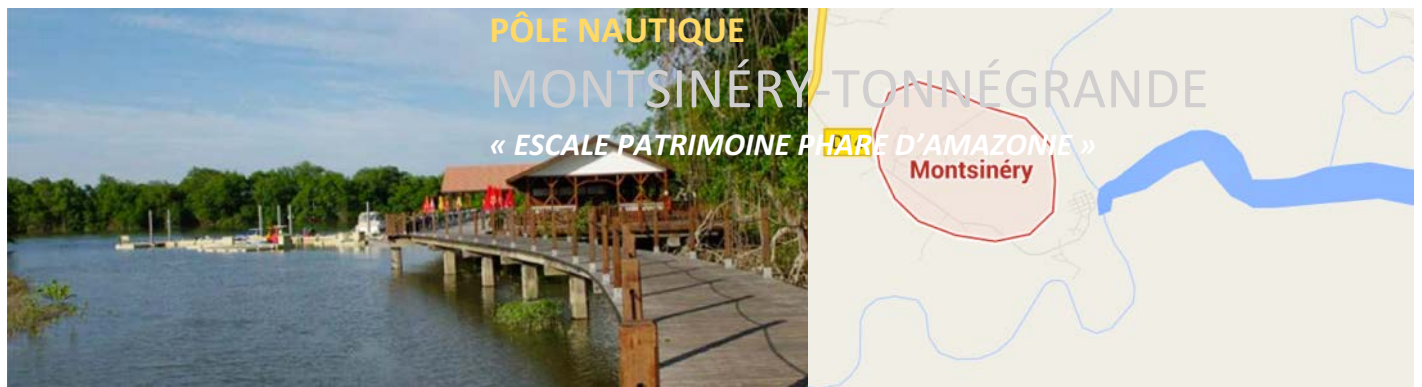 PÔLE NAUTIQUE
MONTSINÉRY-TONNÉGRANDE
« ESCALE PATRIMOINE PHARE D'AMAZONIE »
Montsinéry